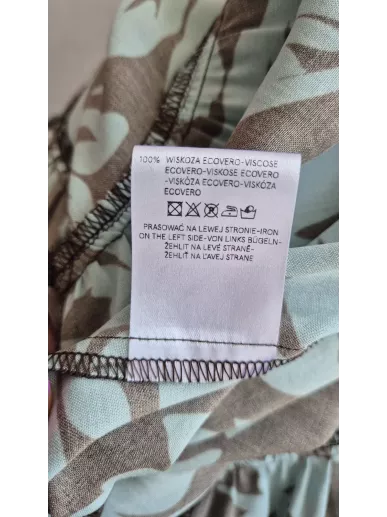 100% WISKOZA ECOVERO-VISCOSE
ECOVERO-VISKOSE ECOVERO
-VISKÓZA ECOVERO-VISKÓZA
ECOVERO
PRASOWAĆ NA LEWEJ STRONIE-IRON
ON THE LEFT SIDE-VON LINKS BÜGELN-
ŽEHLIT NA LEVÉ STRANĚ-
ŽEHLIŤ NA ĽAVEJ STRANE